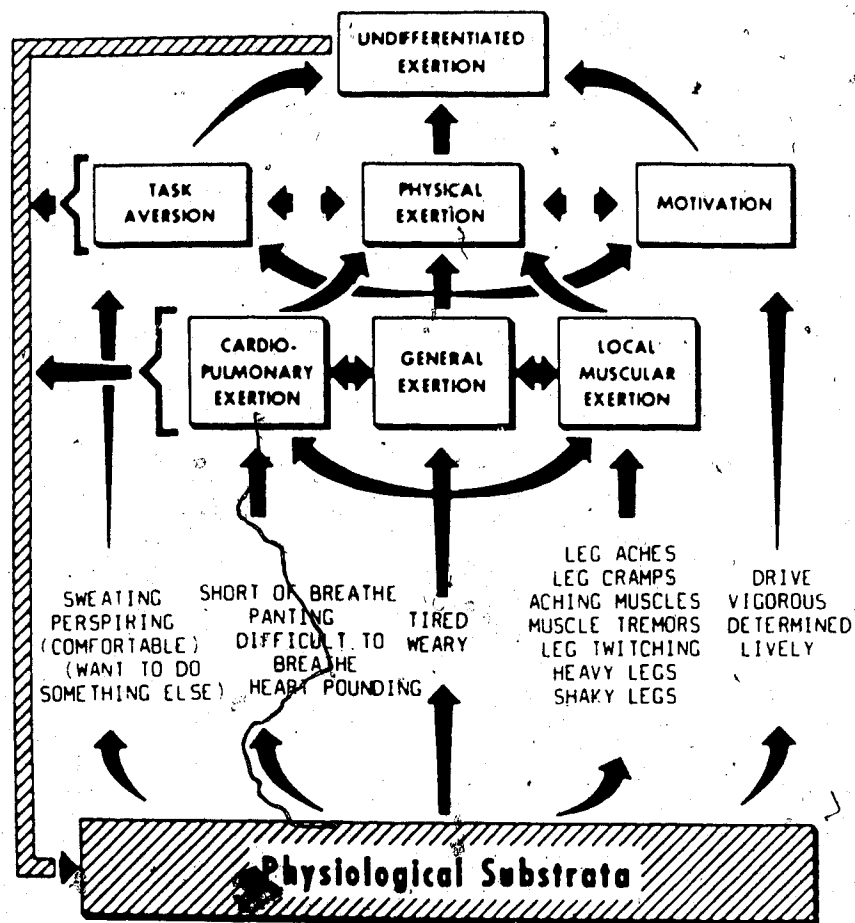 UNDIFFERENTIATED
EXERTION
TASK
AVERSION
PHYSICAL
EXERTION
MOTIVATION
CARDIO-
PULMONARY
EXERTION
GENERAL
EXERTION
LOCAL
MUSCULAR
EXERTION
SWEATING
PERSPIRING
(COMFORTABLE)
(WANT TO DO
SOMETHING ELSE)
SHORT OF BREATHE
PANTING
DIFFICULT TO
BREATHE
HEART POUNDING
TIRED
WEARY
LEG ACHES
LEG CRAMPS
ACHING MUSCLES
MUSCLE TREMORS
LEG TWITCHING
HEAVY LEGS
SHAKY LEGS
DRIVE
VIGOROUS
DETERMINED
LIVELY
Physiological Substrata